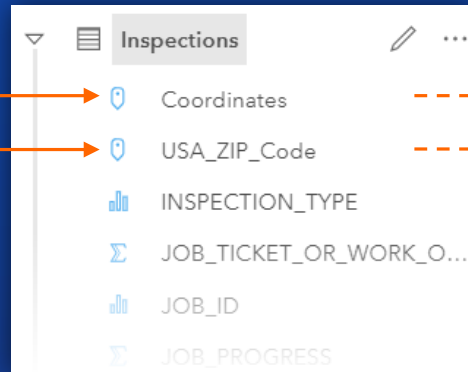 Inspections
Coordinates
USA_ZIP_Code
INSPECTION_TYPE
JOB_TICKET_OR_WORK_O...
JOB_ID
JOB_PROGRESS